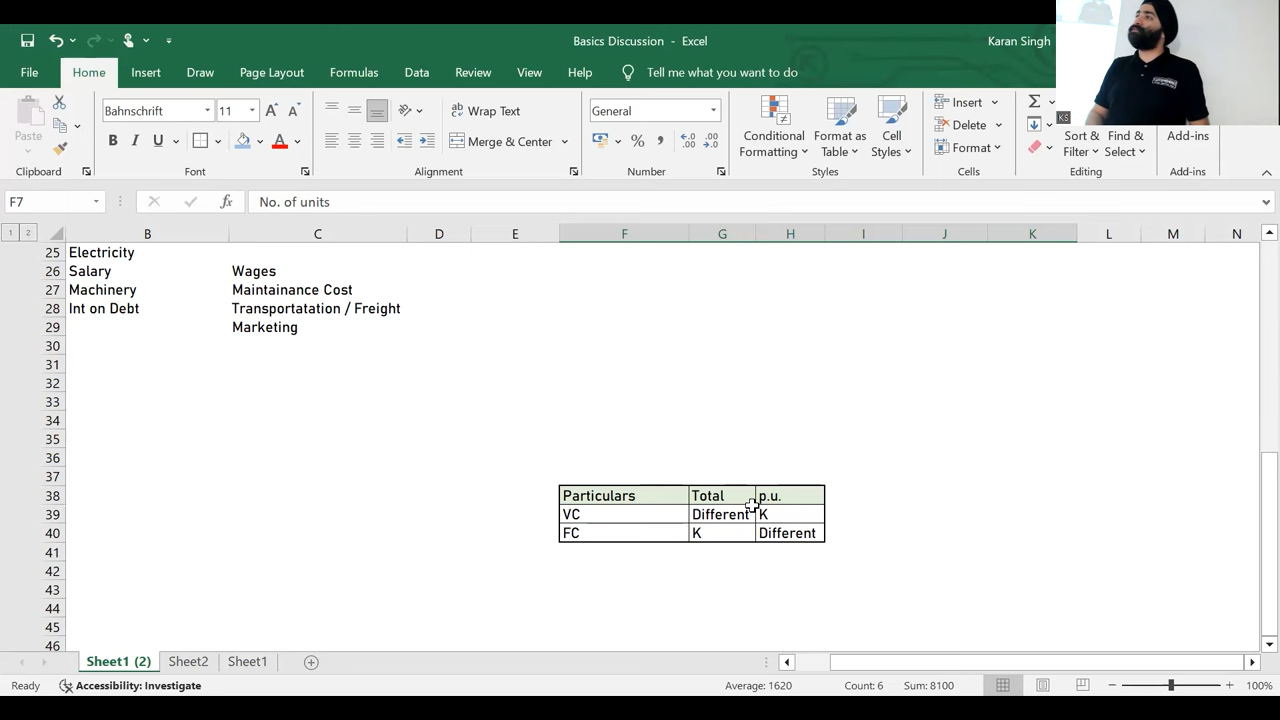 Basics Discussion - Excel
Karan Singh
File Home Insert Draw Page Layout Formulas Data Review View Help Tell me what you want to do
Paste
Bahnschrift 11
B I U A
Wrap Text
Merge & Center
General
Conditional Formatting
Format as Table
Cell Styles
Insert
Delete
Format
Sort & Filter
Find & Select
Add-ins
KS
Clipboard Font Alignment Number Styles Cells Editing Add-ins
F7 fx No. of units
1 2
B C D E F G H I J K L M N
25 Electricity
26 Salary Wages
27 Machinery Maintainance Cost
28 Int on Debt Transportatation / Freight
29 Marketing
30
31
32
33
34
35
36
37
38 Particulars Total p.u.
39 VC Different K
40 FC K Different
41
42
43
44
45
46
Sheet1 (2) Sheet2 Sheet1
Ready Accessibility: Investigate Average: 1620 Count: 6 Sum: 8100 100%